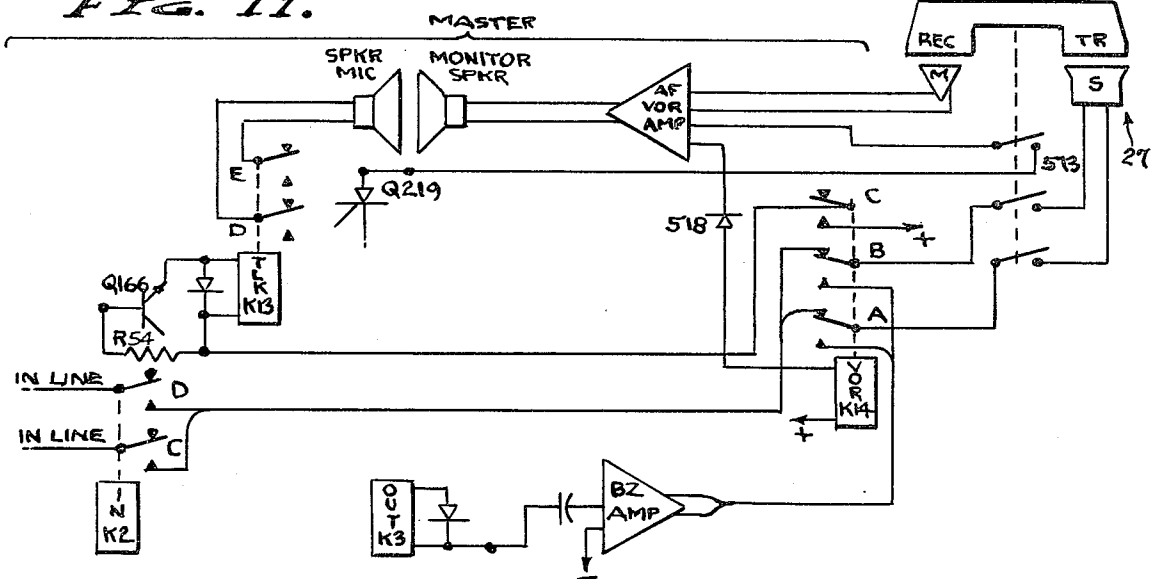 FIG. 11.
MASTER
REC TR
SPKR MIC
MONITOR SPKR
AF VOR AMP
M
S
27
573
E
Q219
D
518
C
+
B
A
TLK K13
Q166
R54
VOR K14
+
IN LINE
D
IN LINE
C
IN K2
OUT K3
BZ AMP
-